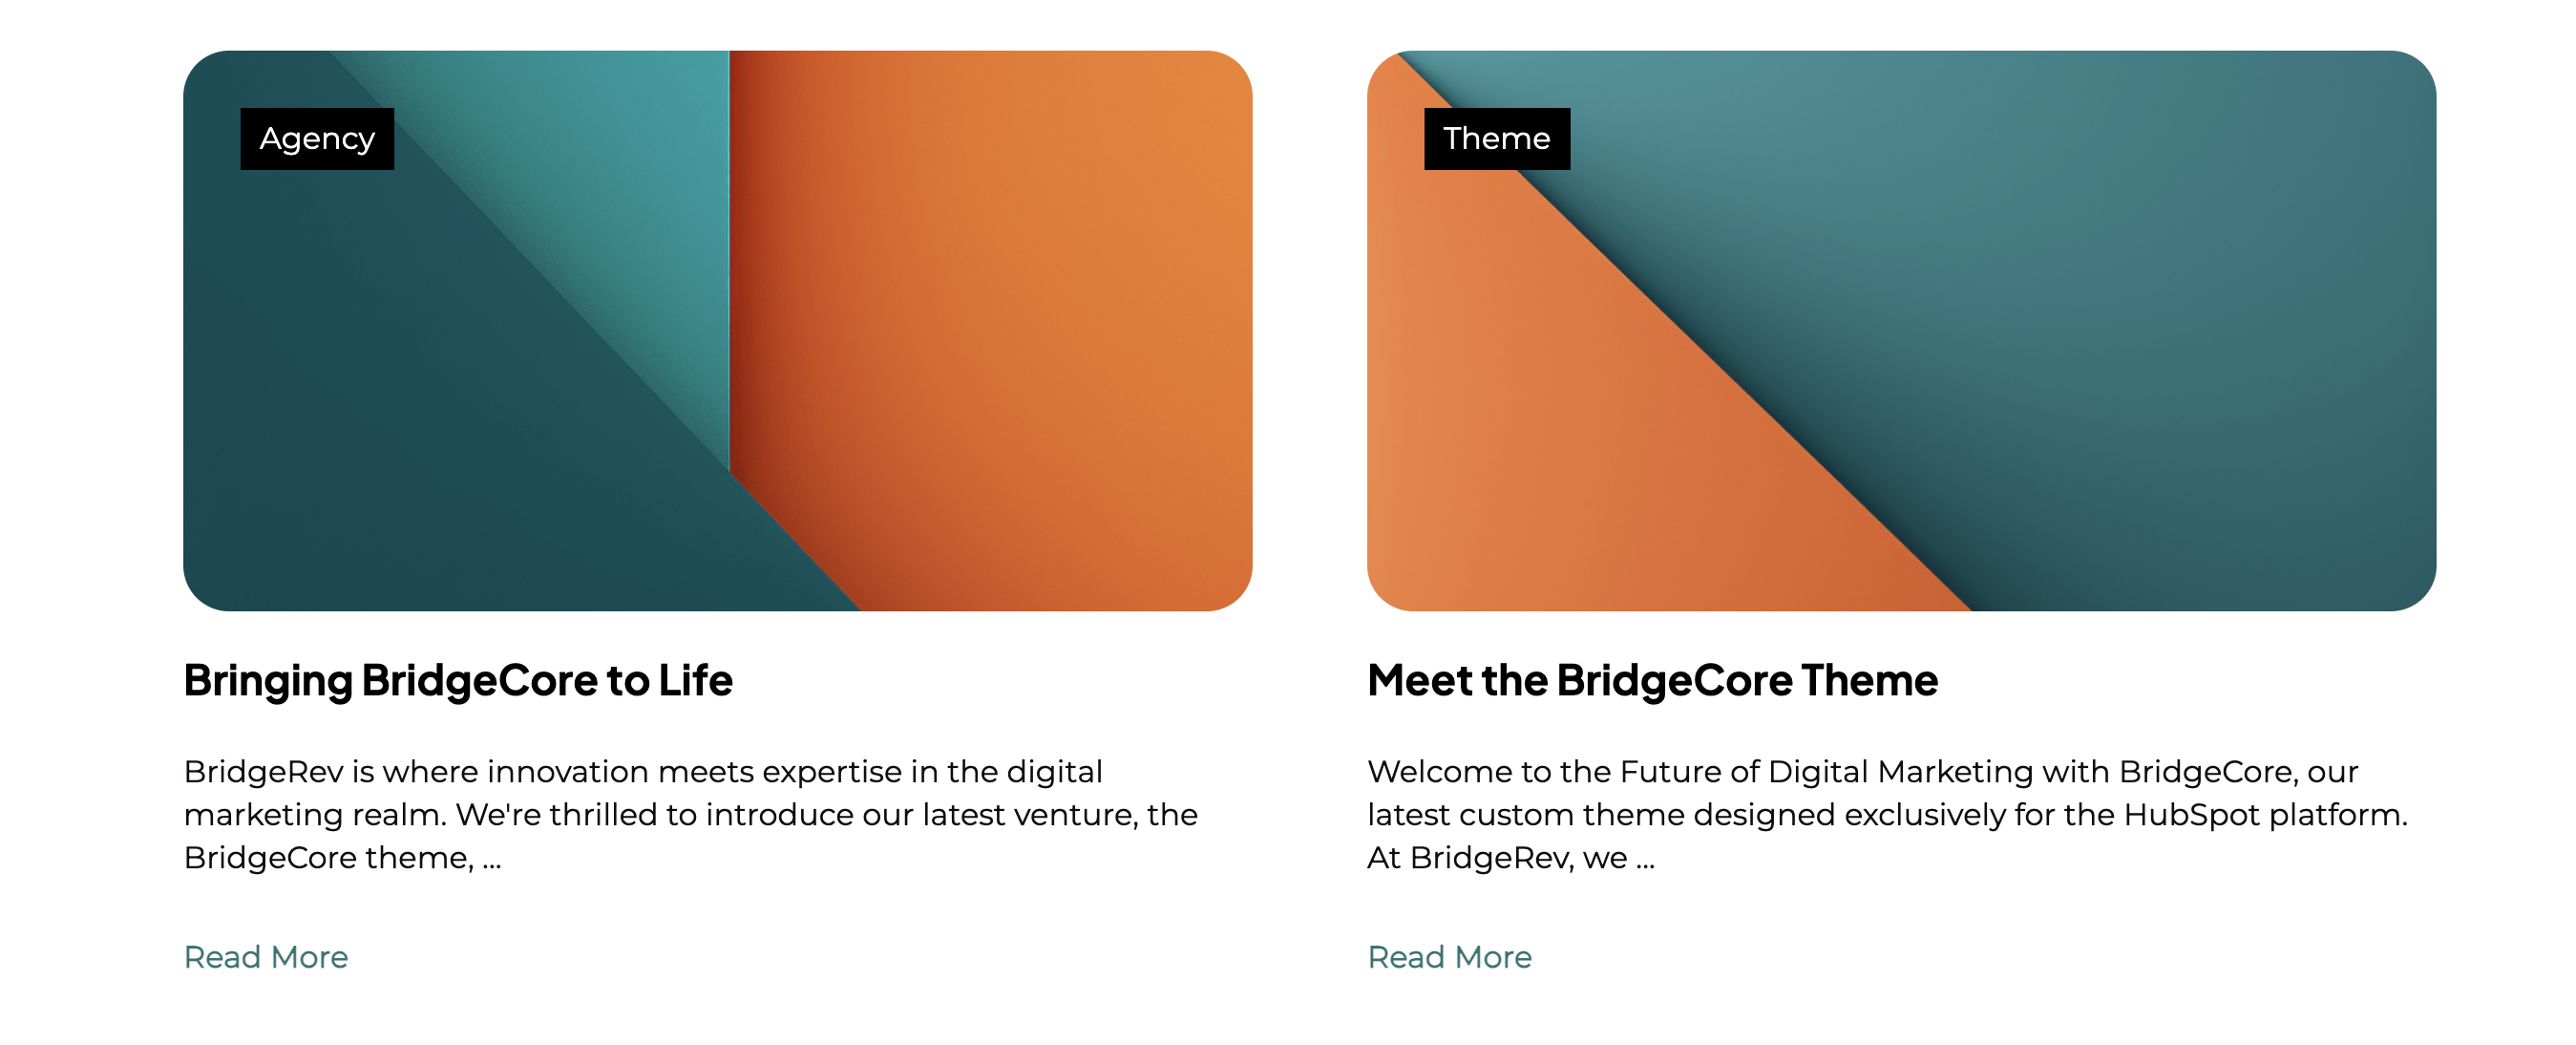 Agency
Bringing BridgeCore to Life
BridgeRev is where innovation meets expertise in the digital
marketing realm. We're thrilled to introduce our latest venture, the
BridgeCore theme, ...
Read More
Theme
Meet the BridgeCore Theme
Welcome to the Future of Digital Marketing with BridgeCore, our
latest custom theme designed exclusively for the HubSpot platform.
At BridgeRev, we ...
Read More